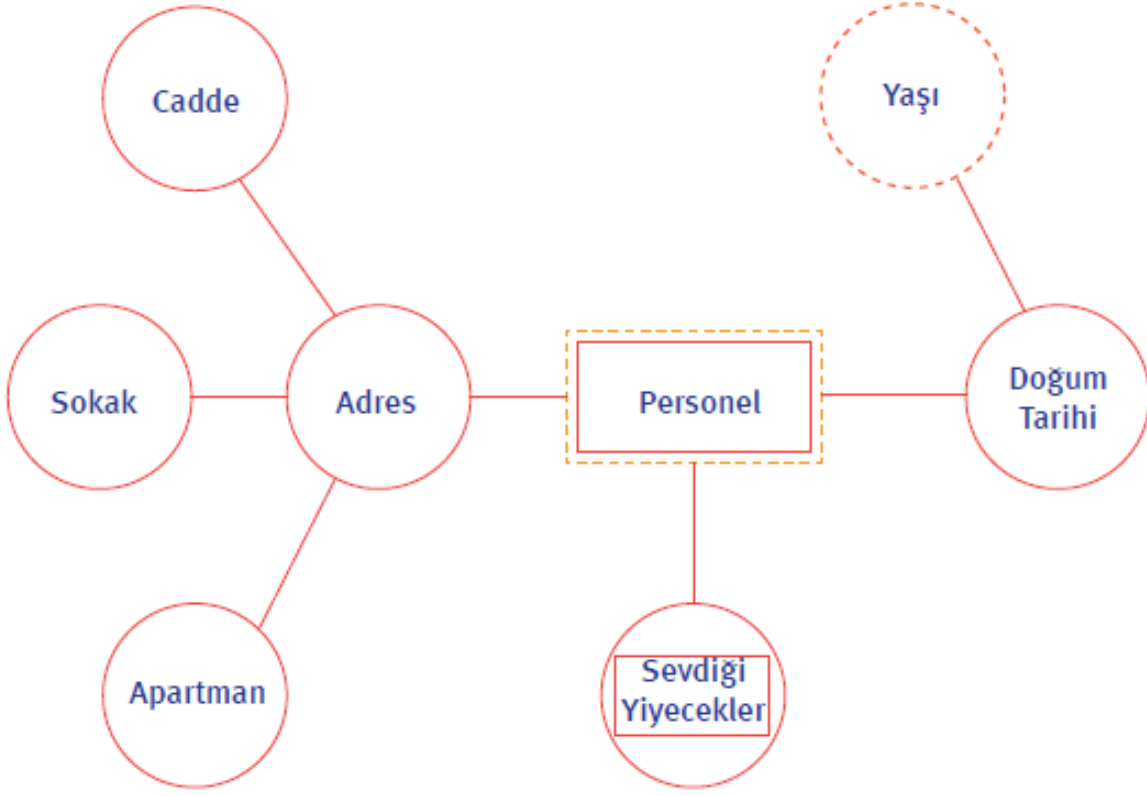 Cadde
Yaşı
Sokak
Adres
Personel
Doğum
Tarihi
Apartman
Sevdiği
Yiyecekler